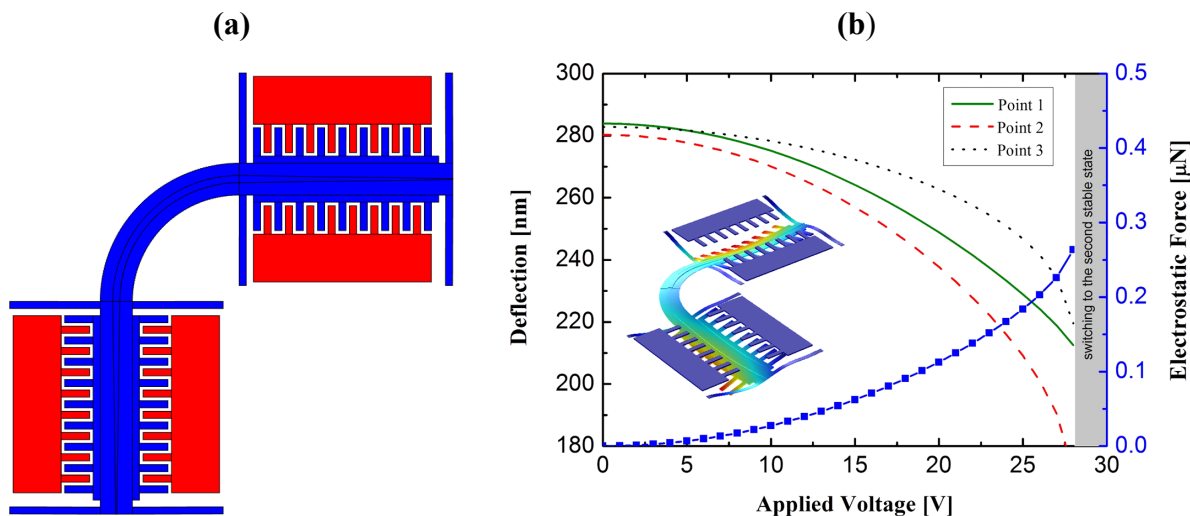 (a)
(b)
300
280
260
240
220
200
180
Deflection [nm]
Point 1
Point 2
Point 3
switching to the second stable state
0.5
0.4
0.3
0.2
0.1
0.0
Electrostatic Force [µN]
0
5
10
15
20
25
30
Applied Voltage [V]